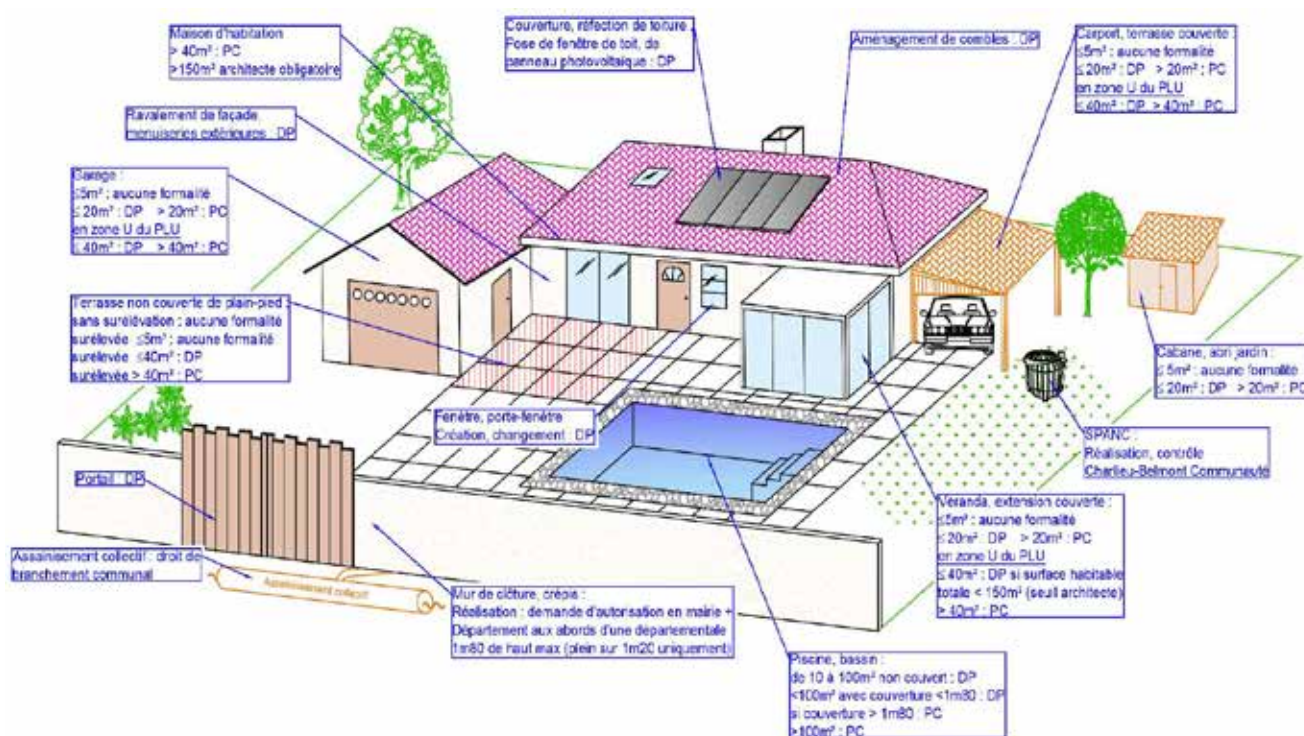 Maison d'habitation
> 40m² : PC
>150m² architecte obligatoire
Couverture, réfection de toiture :
Pose de fenêtre de toit, de
panneau photovoltaïque : DP
Aménagement de combles : DP
Carport, terrasse couverte :
≤5m² : aucune formalité
≤20m² : DP > 20m² : PC
en zone U du PLU
≤40m² : DP > 40m² : PC
Ravalement de façade,
menuiseries extérieures : DP
Garage :
≤5m² : aucune formalité
≤ 20m² : DP > 20m² : PC
en zone U du PLU
≤ 40m² : DP > 40m² : PC
Terrasse non couverte de plain-pied :
sans surélévation : aucune formalité
surélevée ≤5m² : aucune formalité
surélevée ≤40m² : DP
surélevée > 40m² : PC
Cabane, abri jardin :
≤ 5m² : aucune formalité
≤ 20m² : DP > 20m² : PC
Fenêtre, porte-fenêtre
Création, changement : DP
SPANC :
Réalisation, contrôle
Charlieu-Belmont Communauté
Portail : DP
Veranda, extension couverte :
≤5m² : aucune formalité
≤20m² : DP > 20m² : PC
en zone U du PLU
≤40m² : DP si surface habitable
totale < 150m² (seuil architecte)
> 40m² : PC
Assainisement collectif : droit de
branchement communal
Assainissement collectif
Mur de clôture, crépis :
Réalisation : demande d'autorisation en mairie +
Département aux abords d'une départementale
1m80 de haut max (plein sur 1m20 uniquement)
Piscine, bassin :
de 10 à 100m² non couvert : DP
<100m² avec couverture <1m80 : DP
si couverture > 1m80 : PC
>100m² : PC